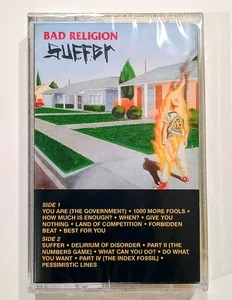 BAD RELIGION
SUFFER
SIDE 1
YOU ARE (THE GOVERNMENT) • 1000 MORE FOOLS •
HOW MUCH IS ENOUGH? • WHEN? • GIVE YOU
NOTHING • LAND OF COMPETITION • FORBIDDEN
BEAT • BEST FOR YOU
SIDE 2
SUFFER • DELIRIUM OF DISORDER • PART II (THE
NUMBERS GAME) • WHAT CAN YOU DO? • DO WHAT
YOU WANT • PART IV (THE INDEX FOSSIL) •
PESSIMISTIC LINES